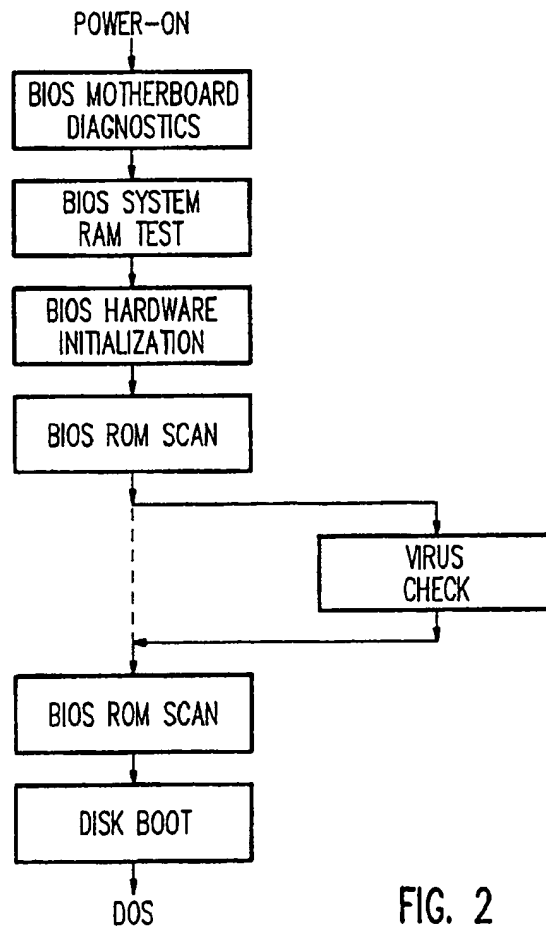 POWER-ON
BIOS MOTHERBOARD
DIAGNOSTICS
BIOS SYSTEM
RAM TEST
BIOS HARDWARE
INITIALIZATION
BIOS ROM SCAN
VIRUS
CHECK
BIOS ROM SCAN
DISK BOOT
DOS
FIG. 2